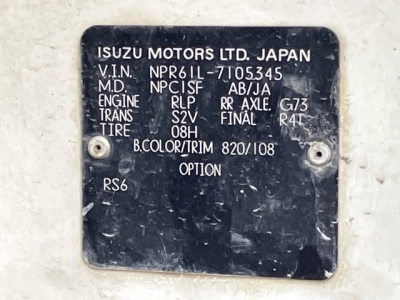 ISUZU MOTORS LTD. JAPAN
V.I.N. NPR61L-7105345
M.D. NPC1SF AB/JA
ENGINE RLP RR AXLE. G73
TRANS S2V FINAL R4T
TIRE 08H
B.COLOR/TRIM 820/108
OPTION
RS6